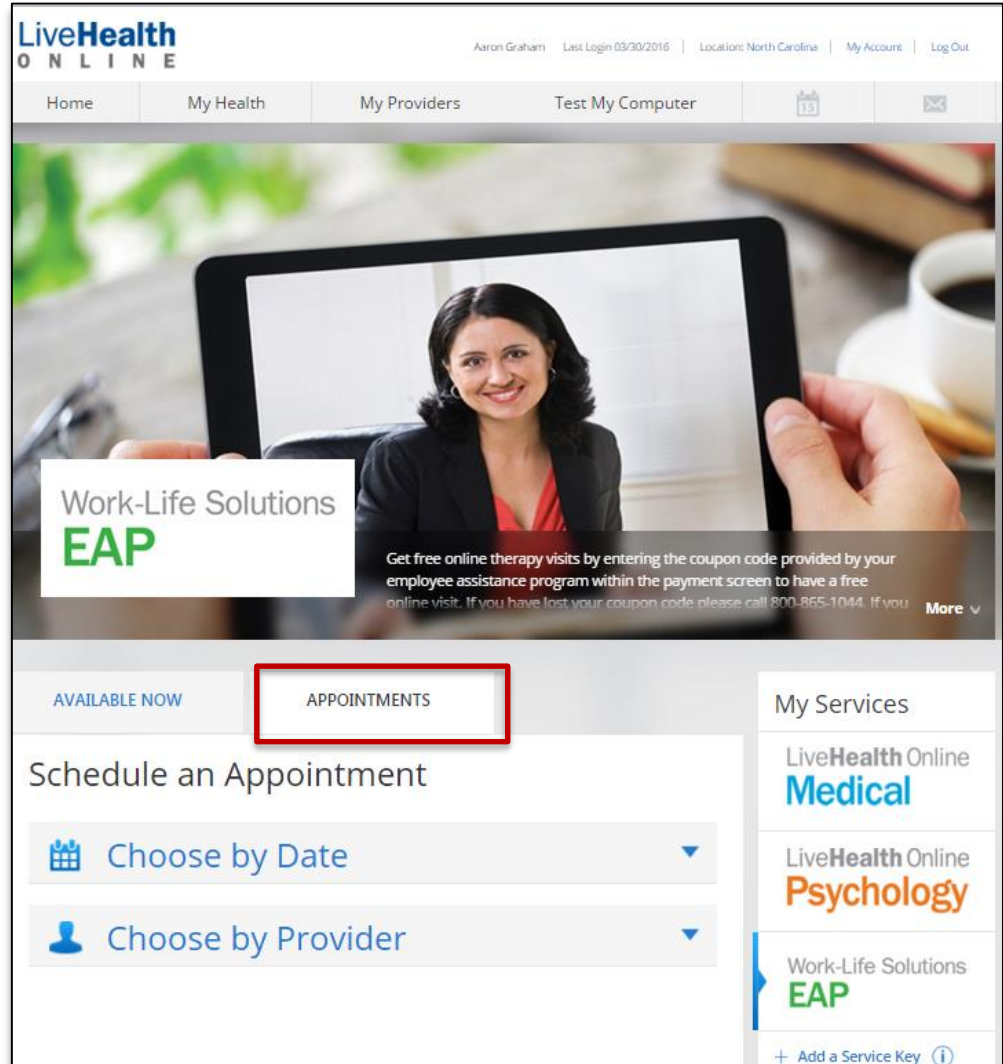 LiveHealth
ONLINE
Aaron Graham Last Login 03/30/2016 | Location: North Carolina | My Account | Log Out
Home My Health My Providers Test My Computer 15
Work-Life Solutions
EAP
Get free online therapy visits by entering the coupon code provided by your
employee assistance program within the payment screen to have a free
online visit. If you have lost your coupon code please call 800-865-1044. If you More
AVAILABLE NOW APPOINTMENTS
Schedule an Appointment
Choose by Date
Choose by Provider
My Services
LiveHealth Online
Medical
LiveHealth Online
Psychology
Work-Life Solutions
EAP
+ Add a Service Key i